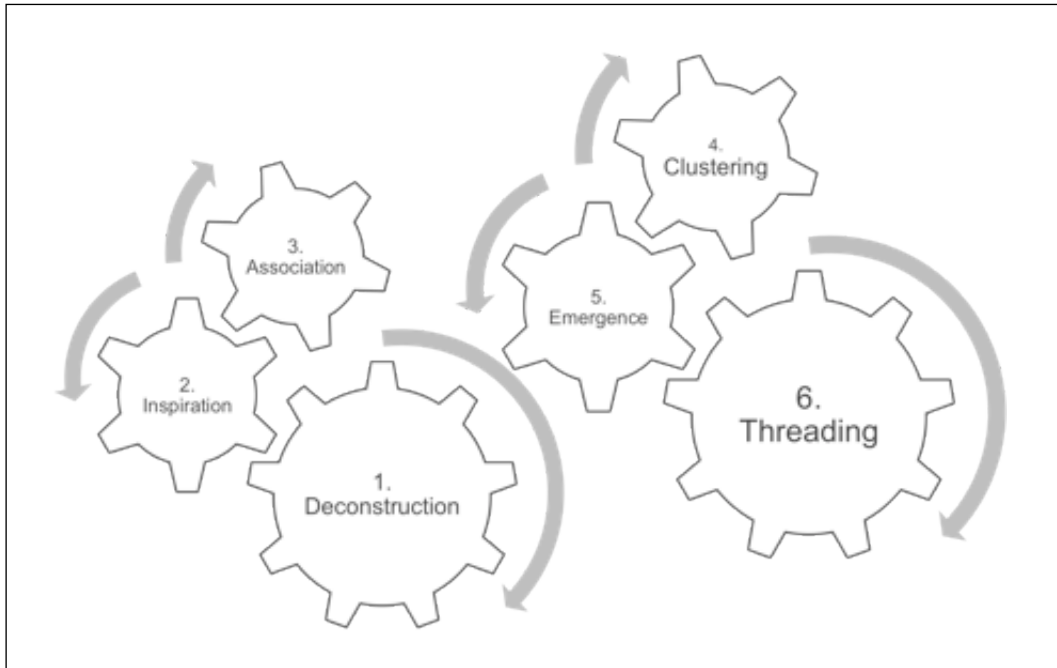 1.
Deconstruction
2.
Inspiration
3.
Association
4.
Clustering
5.
Emergence
6.
Threading